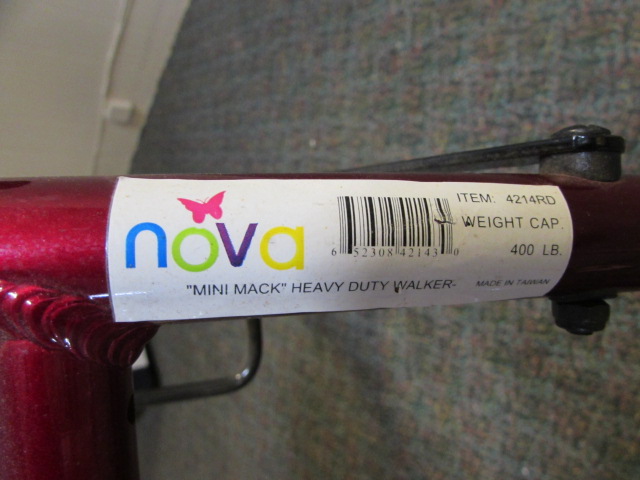 nova
ITEM: 4214RD
WEIGHT CAP.
400 LB.
6 52308 42143 0
"MINI MACK" HEAVY DUTY WALKER-
MADE IN TAIWAN